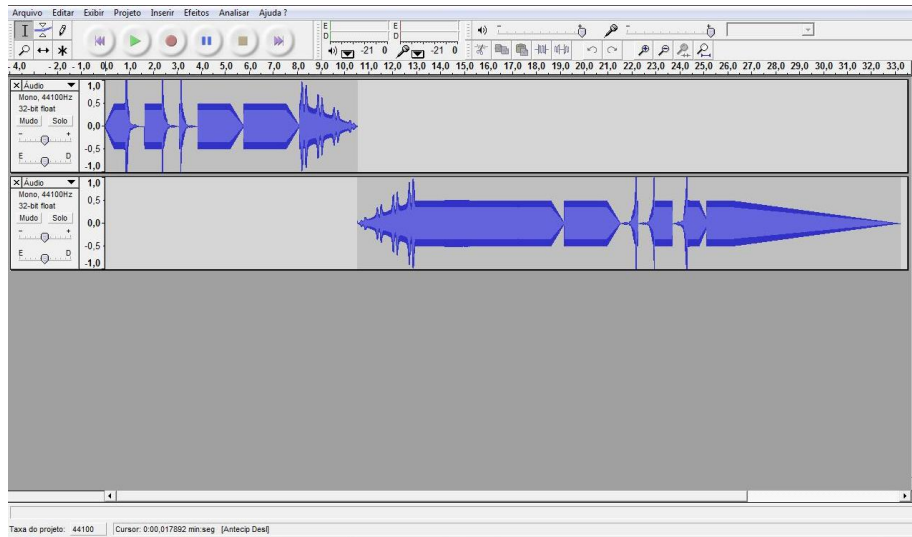 Arquivo Editar Exibir Projeto Inserir Efeitos Analisar Ajuda ?
E
D
E
D
-21 0
-21 0
- 4,0 - 2,0 - 1,0 0,0 1,0 2,0 3,0 4,0 5,0 6,0 7,0 8,0 9,0 10,0 11,0 12,0 13,0 14,0 15,0 16,0 17,0 18,0 19,0 20,0 21,0 22,0 23,0 24,0 25,0 26,0 27,0 28,0 29,0 30,0 31,0 32,0 33,0
X Áudio
Mono, 44100Hz
32-bit float
Mudo Solo
- +
E D
1,0
0,5
0,0
-0,5
-1,0
X Áudio
Mono, 44100Hz
32-bit float
Mudo Solo
- +
E D
1,0
0,5
0,0
-0,5
-1,0
Taxa do projeto: 44100 Cursor: 0:00,017892 min:seg [Antecip Desl]